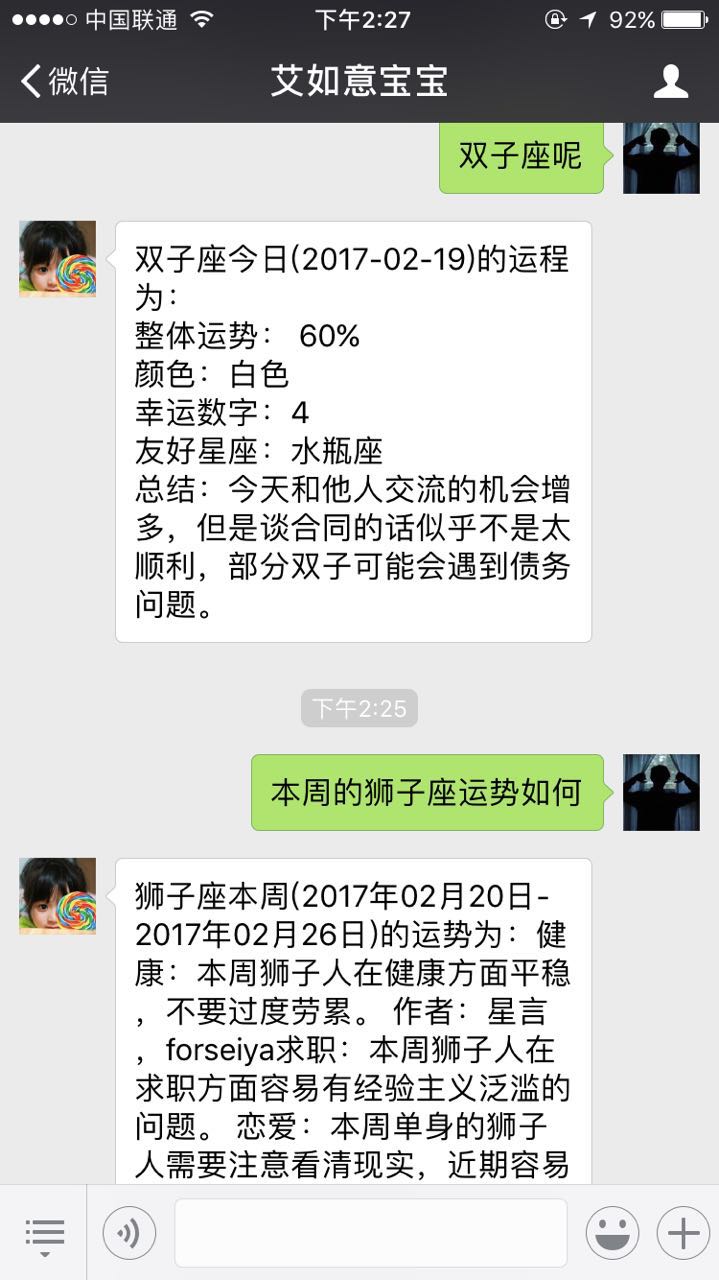 中国联通 下午2:27 92%
微信 艾如意宝宝
双子座呢
双子座今日(2017-02-19)的运程
为：
整体运势： 60%
颜色：白色
幸运数字：4
友好星座：水瓶座
总结：今天和他人交流的机会增
多，但是谈合同的话似乎不是太
顺利，部分双子可能会遇到债务
问题。
下午2:25
本周的狮子座运势如何
狮子座本周(2017年02月20日-
2017年02月26日)的运势为：健
康：本周狮子人在健康方面平稳
，不要过度劳累。 作者：星言
，forseiya求职：本周狮子人在
求职方面容易有经验主义泛滥的
问题。 恋爱：本周单身的狮子
人需要注意看清现实，近期容易